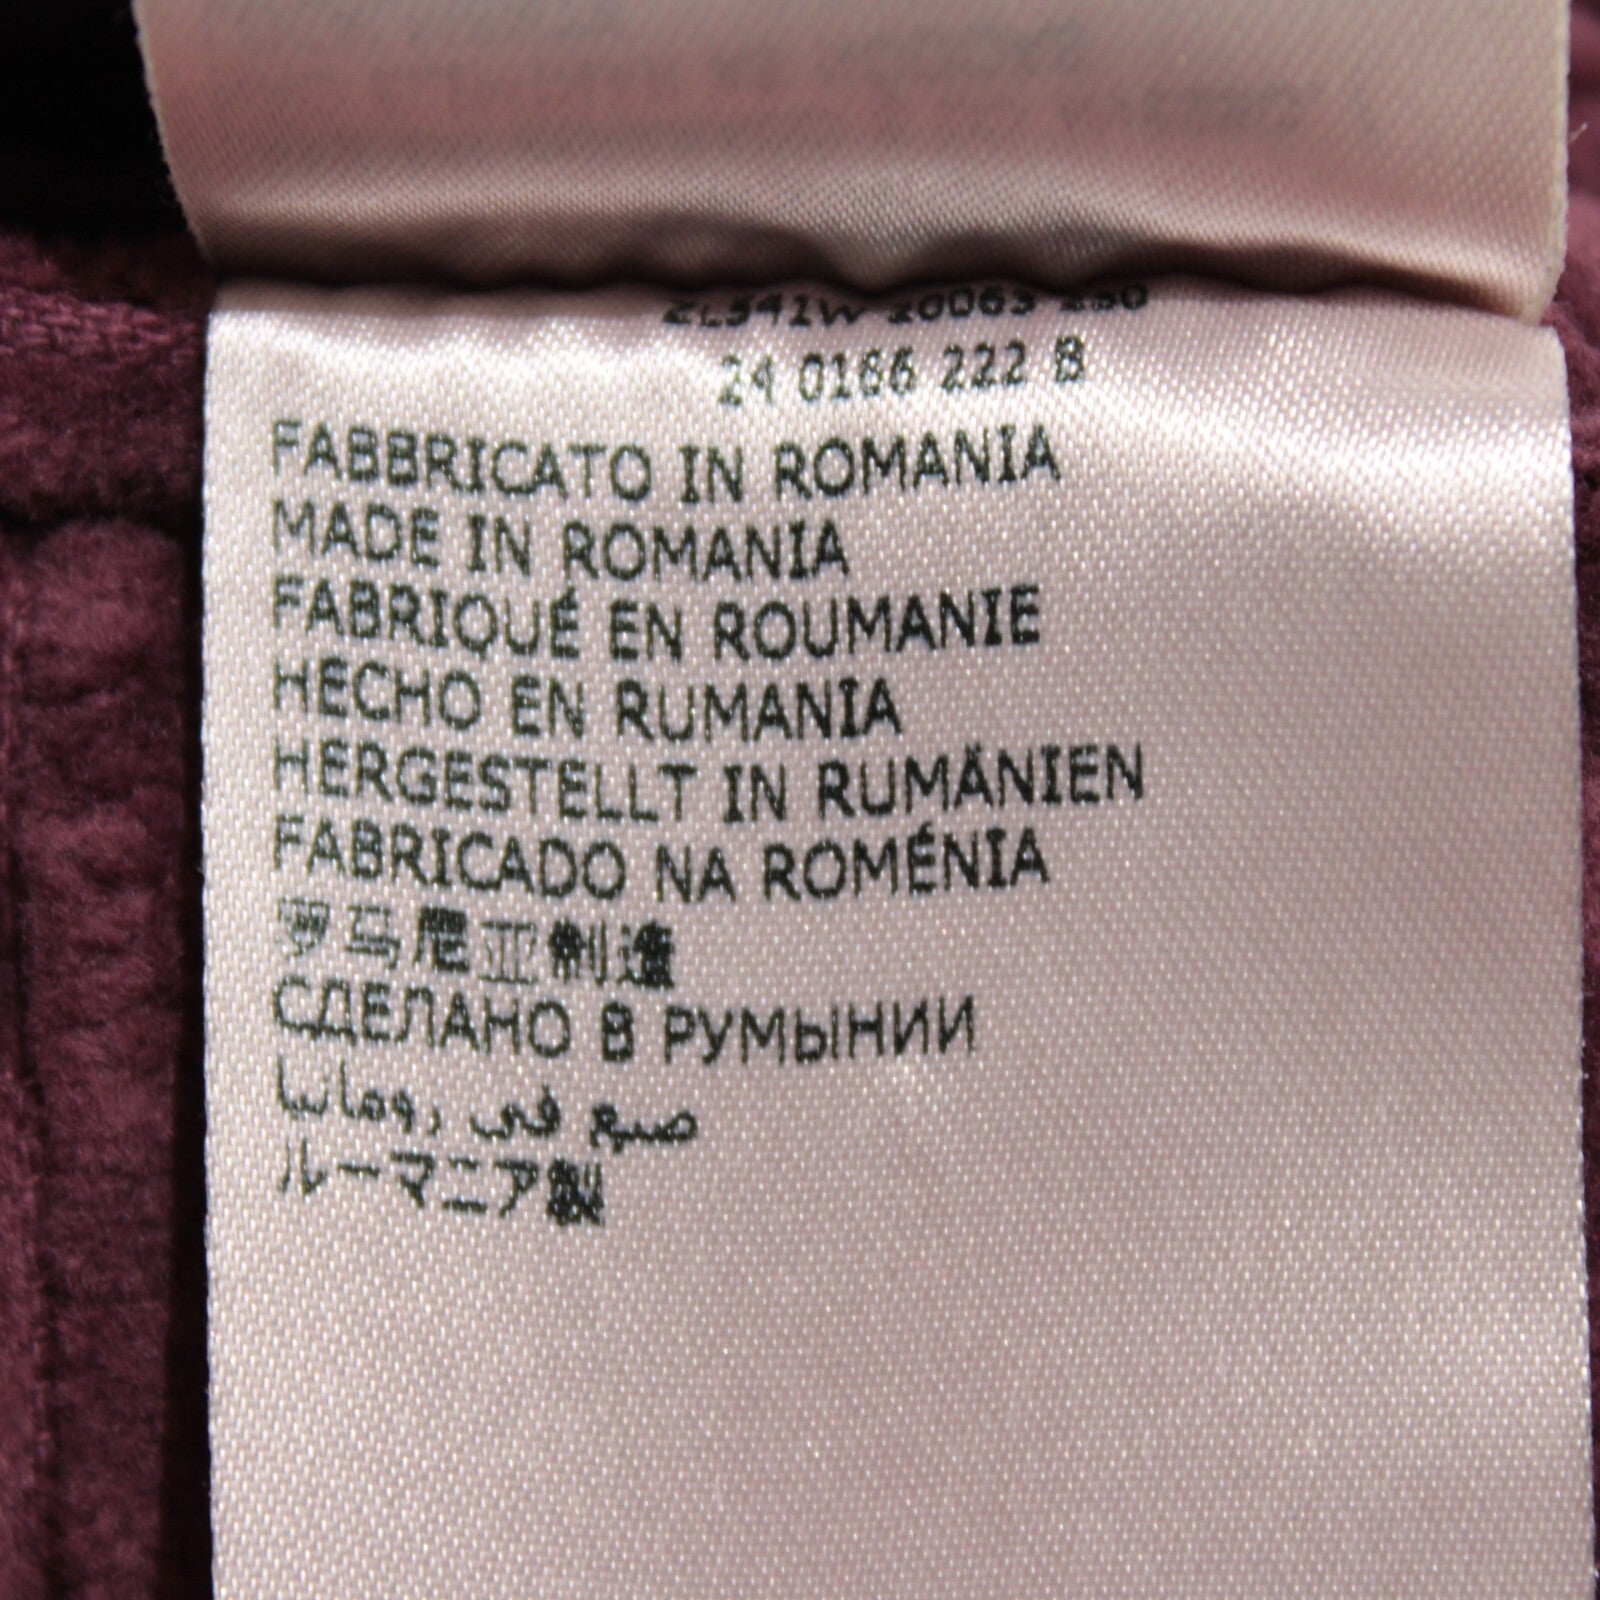 24 0166 222 B
FABBRICATO IN ROMANIA
MADE IN ROMANIA
FABRIQUÉ EN ROUMANIE
HECHO EN RUMANIA
HERGESTELLT IN RUMÄNIEN
FABRICADO NA ROMÉNIA
罗马尼亚制造
СДЕЛАНО В РУМЫНИИ
صنع في رومانيا
ルーマニア製